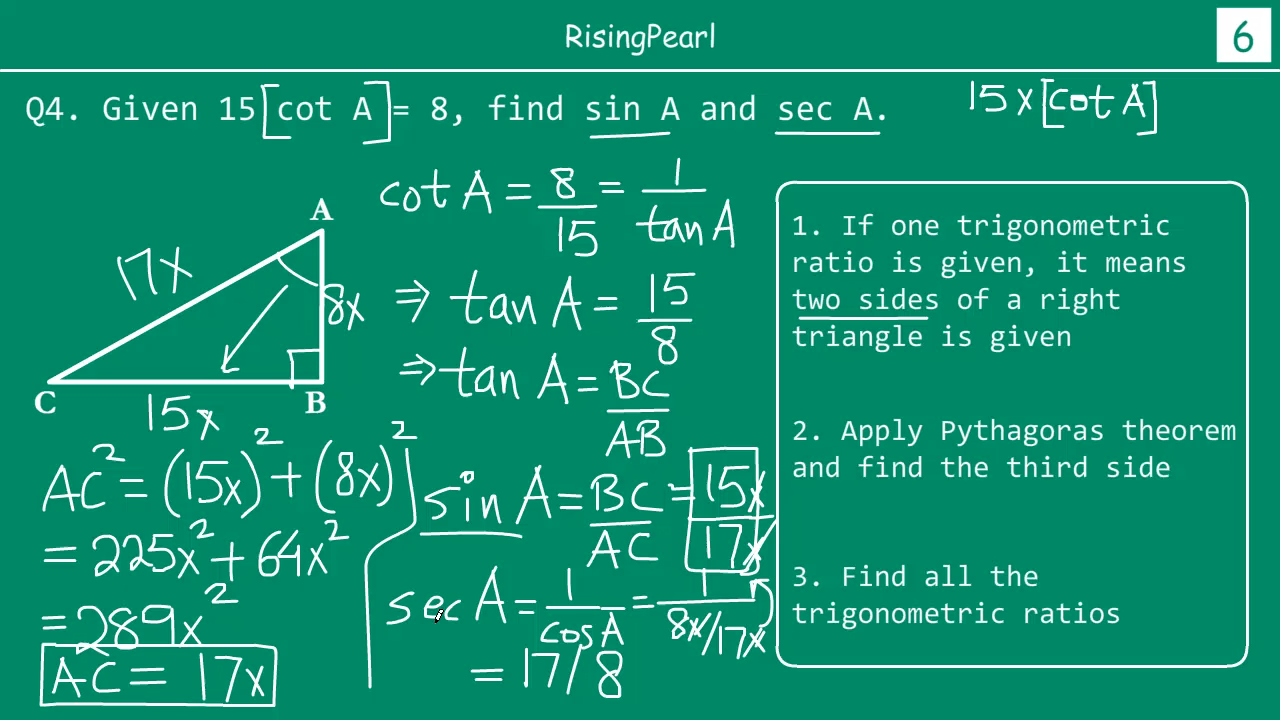 RisingPearl
6
Q4. Given 15[cot A]= 8, find sin A and sec A.
15x[cot A]
cot A = 8/15 = 1/tan A
⇒ tan A = 15/8
⇒ tan A = BC/AB
A
17x
8x
C
B
15x
AC² = (15x)² + (8x)²
= 225x² + 64x²
= 289x²
AC = 17x
sin A = BC/AC = 15x/17x
sec A = 1/cos A = 1/8x/17x
= 17/8
1. If one trigonometric
ratio is given, it means
two sides of a right
triangle is given
2. Apply Pythagoras theorem
and find the third side
3. Find all the
trigonometric ratios